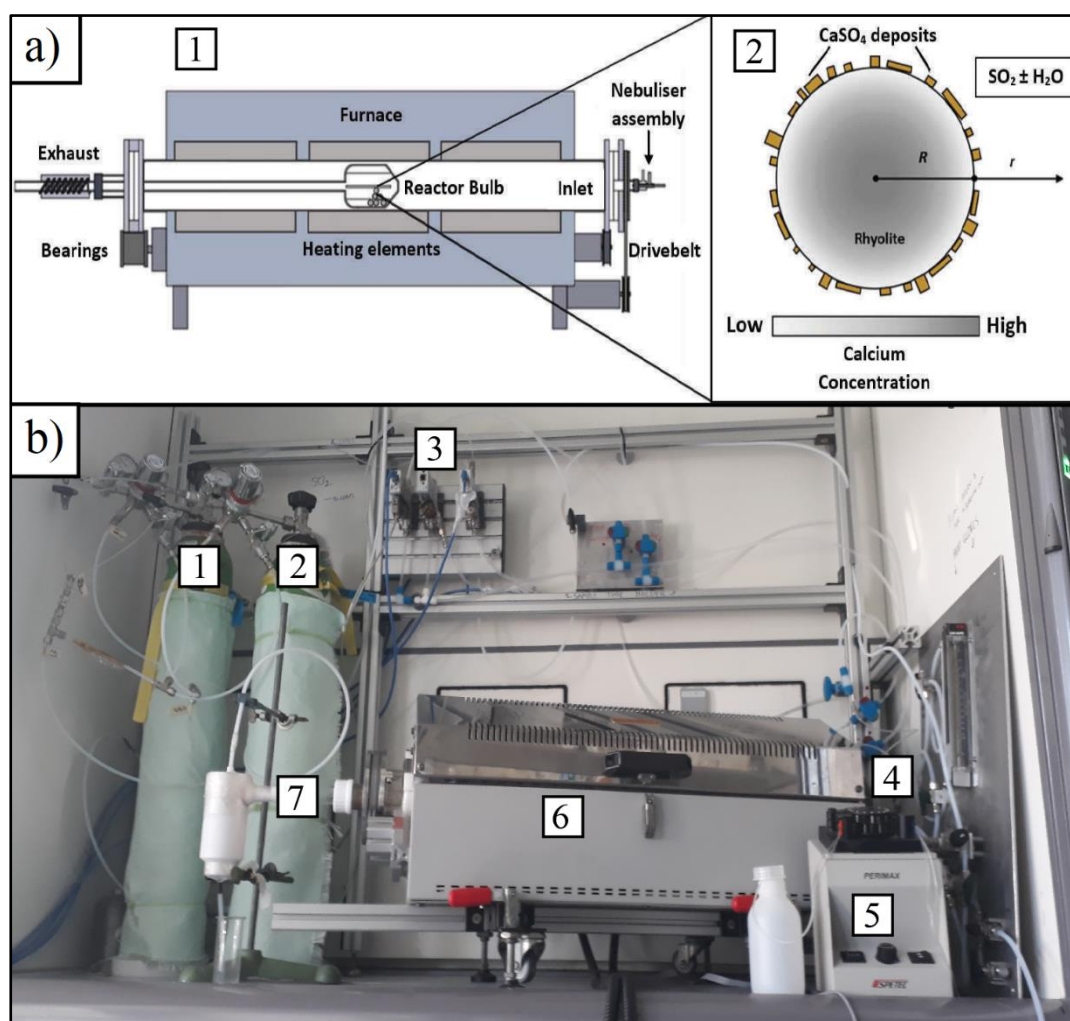 a)
1
Furnace
Nebuliser
assembly
Exhaust
Reactor Bulb
Inlet
Bearings
Heating elements
Drivebelt
2
CaSO₄ deposits
SO₂ ± H₂O
R
r
Rhyolite
Low
High
Calcium
Concentration
b)
1
2
3
4
5
6
7
SO₂
PERIMAX
SPETEC